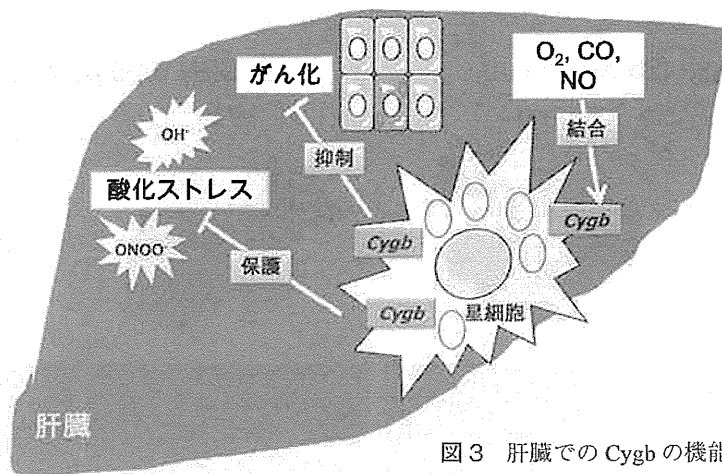 がん化
O₂, CO,
NO
OH⁻
抑制
結合
酸化ストレス
Cygb
Cygb
ONOO
保護
Cygb
星細胞
肝臓
図3 肝臓での Cygb の機能